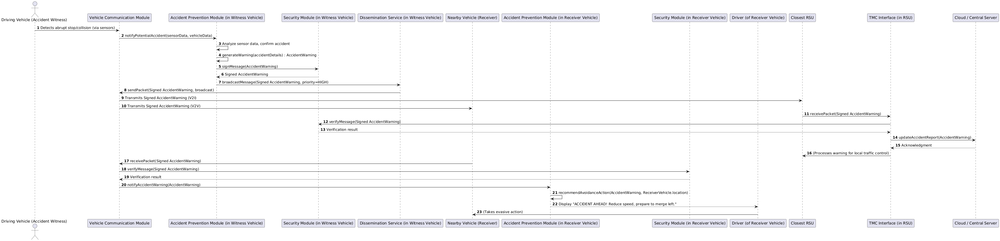 Driving Vehicle (Accident Witness)
Vehicle Communication Module
Accident Prevention Module (in Witness Vehicle)
Security Module (in Witness Vehicle)
Dissemination Service (in Witness Vehicle)
Nearby Vehicle (Receiver)
Accident Prevention Module (in Receiver Vehicle)
Security Module (in Receiver Vehicle)
Driver (of Receiver Vehicle)
Closest RSU
TMC Interface (in RSU)
Cloud / Central Server
1 Detects abrupt stop/collision (via sensors)
2 notifyPotentialAccident(sensorData, vehicleData)
3 Analyze sensor data, confirm accident
4 generateWarning(accidentDetails) : AccidentWarning
5 signMessage(AccidentWarning)
6 Signed AccidentWarning
7 broadcastMessage(Signed AccidentWarning, priority=HIGH)
8 sendPacket(Signed AccidentWarning, broadcast)
9 Transmits Signed AccidentWarning (V2I)
10 Transmits Signed AccidentWarning (V2V)
11 receivePacket(Signed AccidentWarning)
12 verifyMessage(Signed AccidentWarning)
13 Verification result
14 updateAccidentReport(AccidentWarning)
15 Acknowledgment
16 (Processes warning for local traffic control)
17 receivePacket(Signed AccidentWarning)
18 verifyMessage(Signed AccidentWarning)
19 Verification result
20 notifyAccidentWarning(AccidentWarning)
21 recommendAvoidanceAction(AccidentWarning, ReceiverVehicle.location)
22 Display "ACCIDENT AHEAD! Reduce speed, prepare to merge left."
23 (Takes evasive action)
Driving Vehicle (Accident Witness)
Vehicle Communication Module
Accident Prevention Module (in Witness Vehicle)
Security Module (in Witness Vehicle)
Dissemination Service (in Witness Vehicle)
Nearby Vehicle (Receiver)
Accident Prevention Module (in Receiver Vehicle)
Security Module (in Receiver Vehicle)
Driver (of Receiver Vehicle)
Closest RSU
TMC Interface (in RSU)
Cloud / Central Server